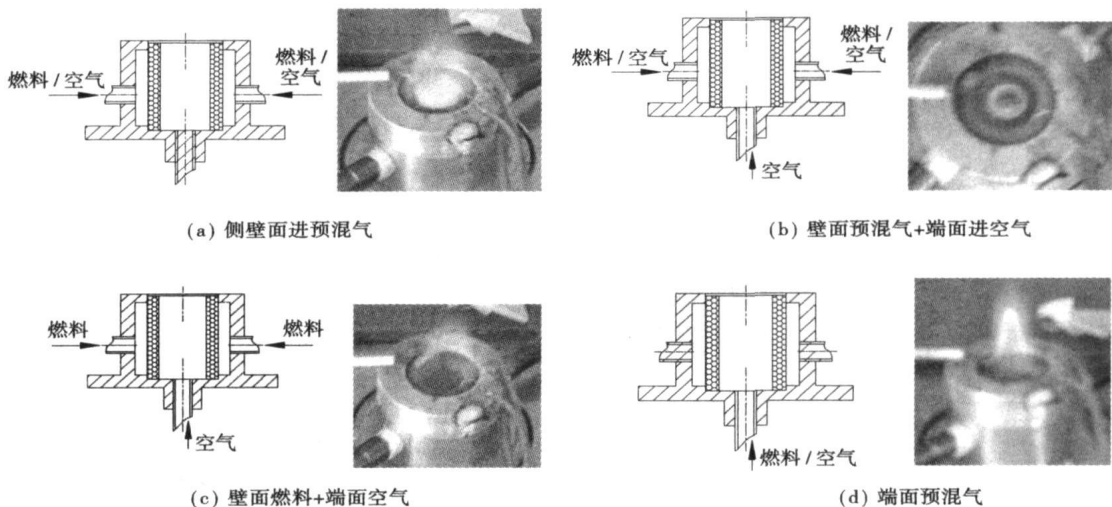 燃料/空气
燃料/
空气
(a) 侧壁面进预混气
燃料/空气
燃料/
空气
空气
(b) 壁面预混气+端面进空气
燃料
燃料
空气
(c) 壁面燃料+端面空气
燃料/空气
(d) 端面预混气